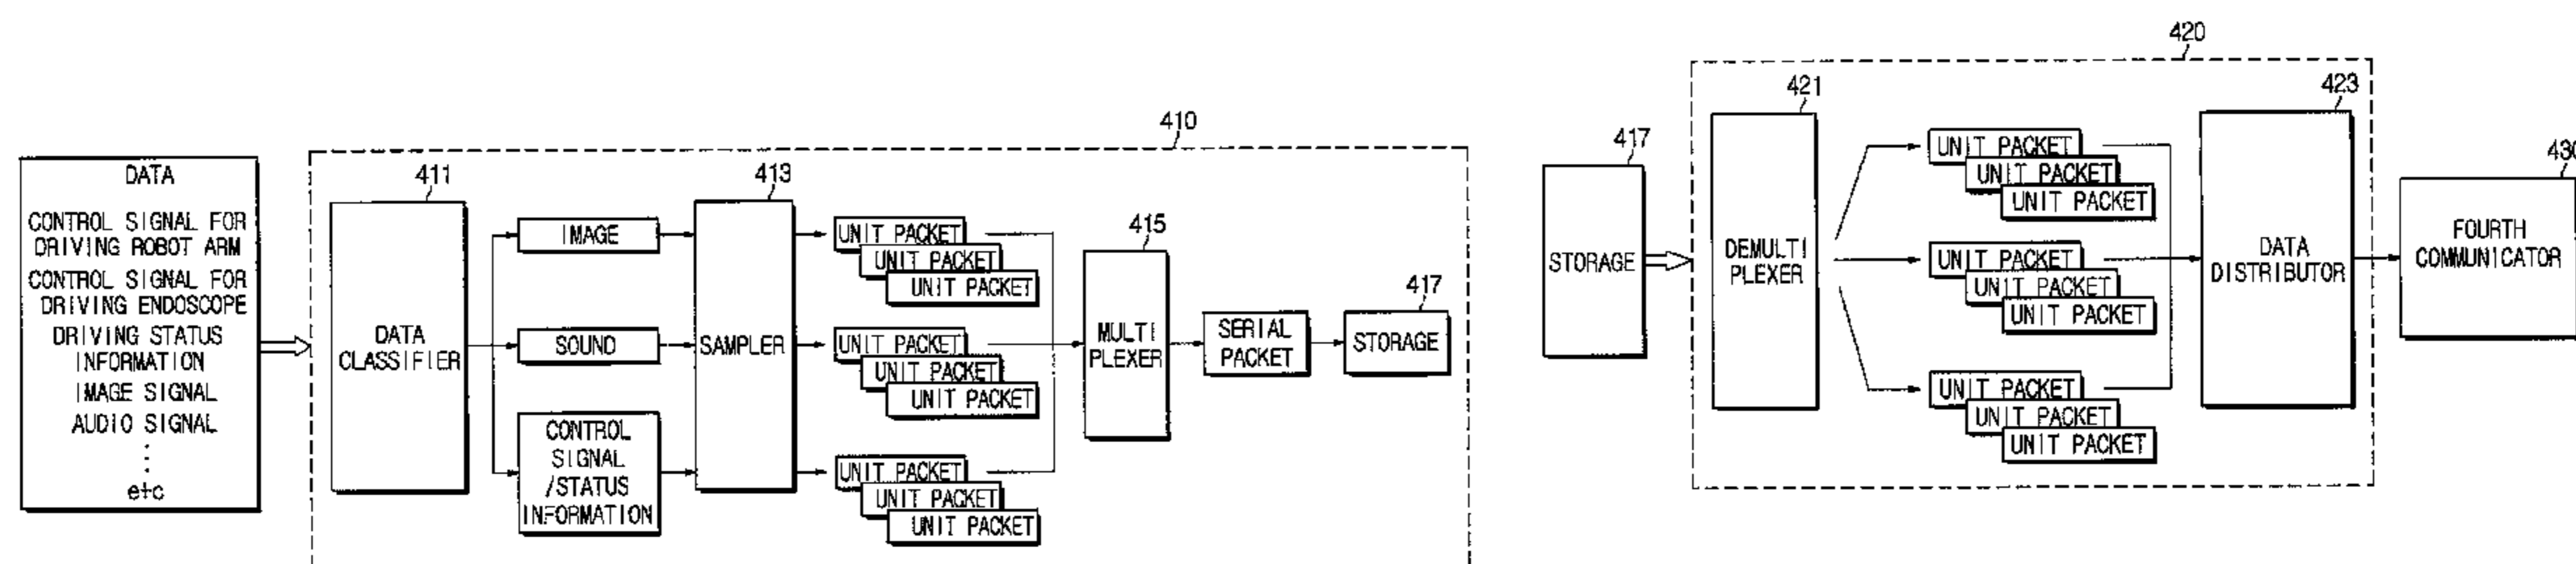 410
DATA
CONTROL SIGNAL FOR
DRIVING ROBOT ARM
CONTROL SIGNAL FOR
DRIVING ENDOSCOPE
DRIVING STATUS
INFORMATION
IMAGE SIGNAL
AUDIO SIGNAL
etc
411
DATA
CLASSIFIER
IMAGE
SOUND
CONTROL
SIGNAL
/STATUS
INFORMATION
413
SAMPLER
UNIT PACKET
UNIT PACKET
UNIT PACKET
UNIT PACKET
UNIT PACKET
UNIT PACKET
UNIT PACKET
UNIT PACKET
UNIT PACKET
415
MULTI
PLEXER
SERIAL
PACKET
417
STORAGE
420
417
STORAGE
421
DEMULTI
PLEXER
UNIT PACKET
UNIT PACKET
UNIT PACKET
UNIT PACKET
UNIT PACKET
UNIT PACKET
UNIT PACKET
UNIT PACKET
UNIT PACKET
423
DATA
DISTRIBUTOR
430
FOURTH
COMMUNICATOR